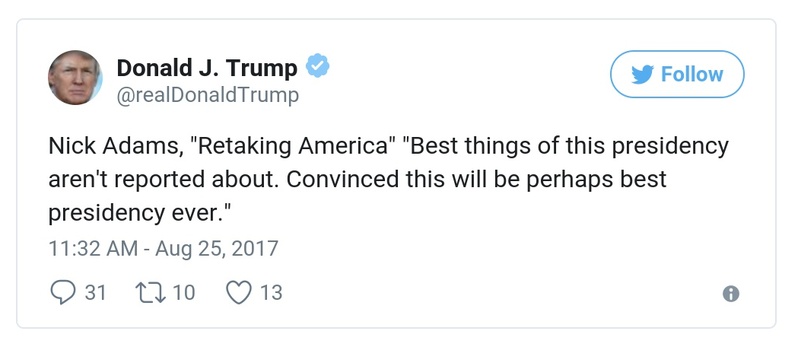 Donald J. Trump
Follow
@realDonaldTrump
Nick Adams, "Retaking America" "Best things of this presidency
aren't reported about. Convinced this will be perhaps best
presidency ever."
11:32 AM - Aug 25, 2017
31 10 13